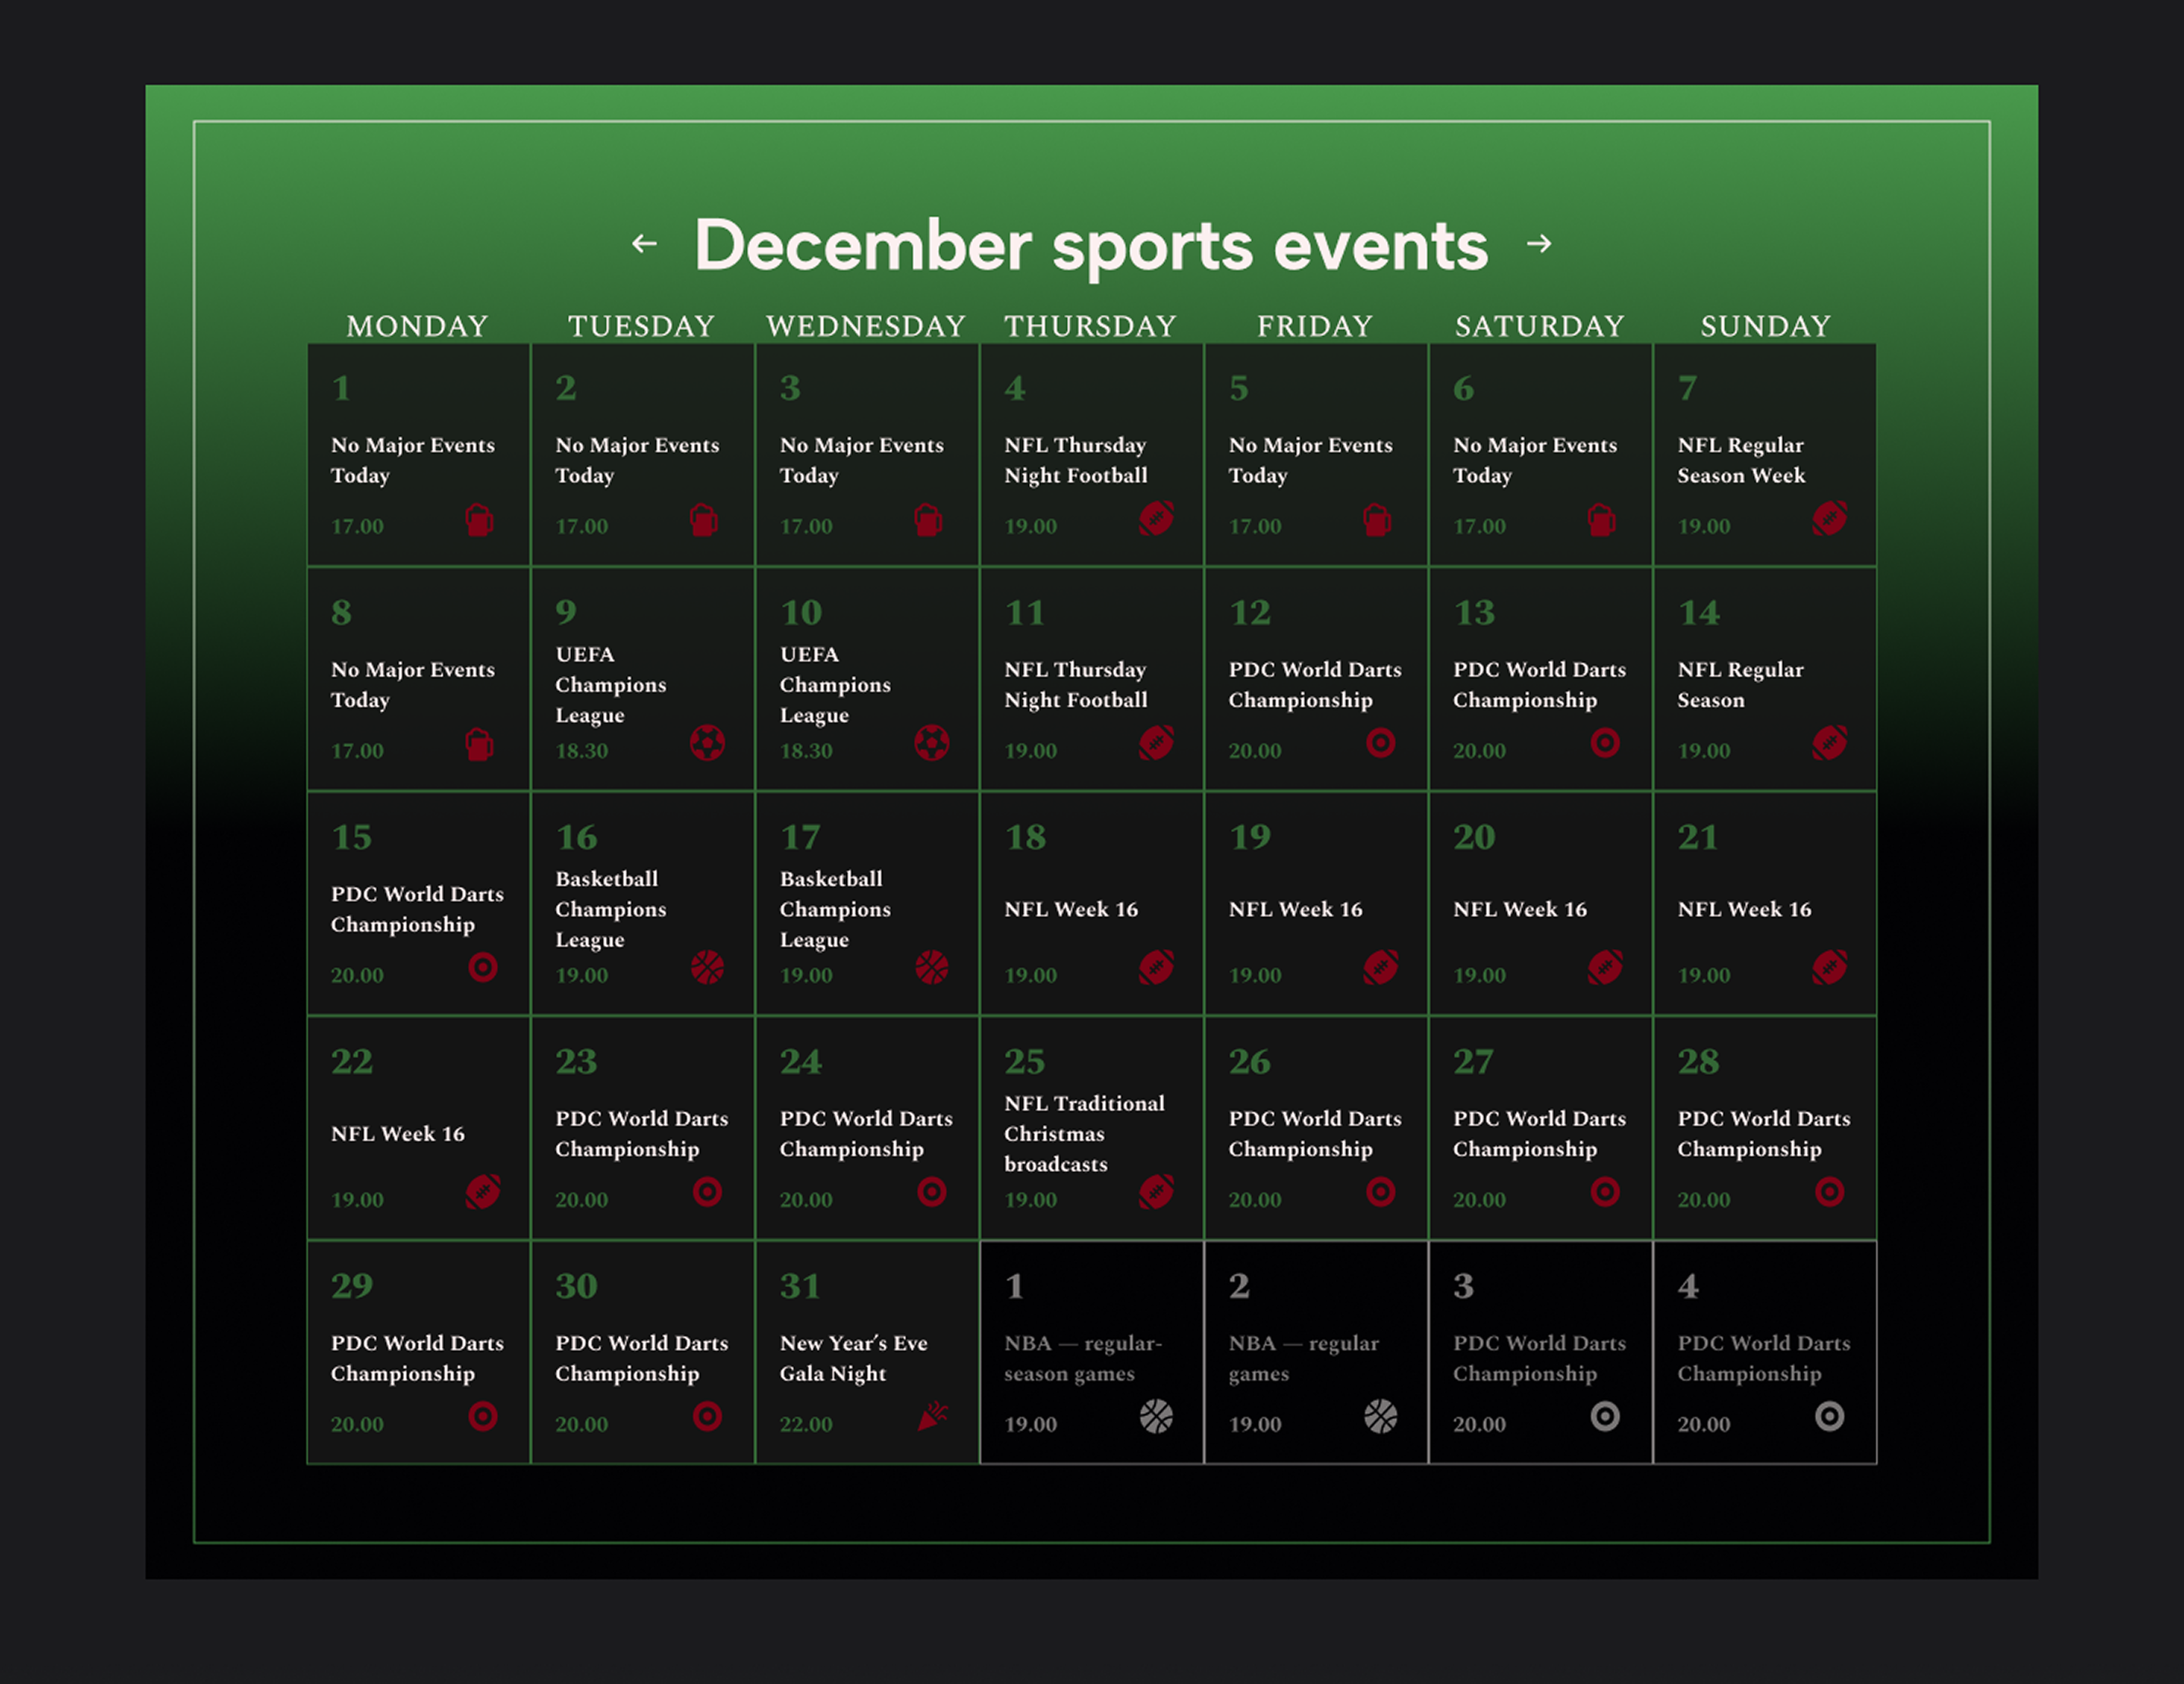 ← December sports events →
MONDAY TUESDAY WEDNESDAY THURSDAY FRIDAY SATURDAY SUNDAY
1
No Major Events
Today
17.00
2
No Major Events
Today
17.00
3
No Major Events
Today
17.00
4
NFL Thursday
Night Football
19.00
5
No Major Events
Today
17.00
6
No Major Events
Today
17.00
7
NFL Regular
Season Week
19.00
8
No Major Events
Today
17.00
9
UEFA
Champions
League
18.30
10
UEFA
Champions
League
18.30
11
NFL Thursday
Night Football
19.00
12
PDC World Darts
Championship
20.00
13
PDC World Darts
Championship
20.00
14
NFL Regular
Season
19.00
15
PDC World Darts
Championship
20.00
16
Basketball
Champions
League
19.00
17
Basketball
Champions
League
19.00
18
NFL Week 16
19.00
19
NFL Week 16
19.00
20
NFL Week 16
19.00
21
NFL Week 16
19.00
22
NFL Week 16
19.00
23
PDC World Darts
Championship
20.00
24
PDC World Darts
Championship
20.00
25
NFL Traditional
Christmas
broadcasts
19.00
26
PDC World Darts
Championship
20.00
27
PDC World Darts
Championship
20.00
28
PDC World Darts
Championship
20.00
29
PDC World Darts
Championship
20.00
30
PDC World Darts
Championship
20.00
31
New Year's Eve
Gala Night
22.00
1
NBA — regular-
season games
19.00
2
NBA — regular
games
19.00
3
PDC World Darts
Championship
20.00
4
PDC World Darts
Championship
20.00